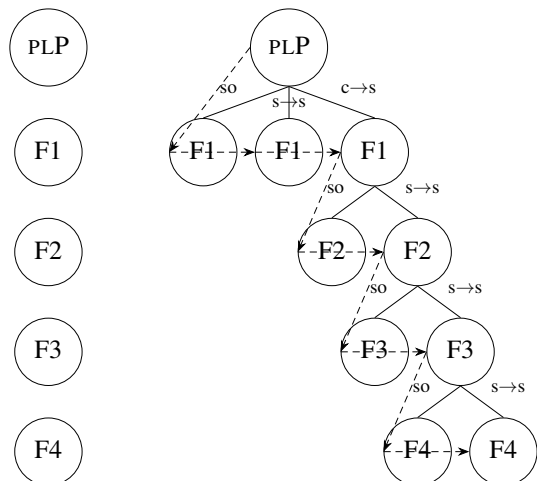 PLP PLP
so s→s c→s
F1 F1 F1 F1
so s→s
F2 F2 F2
so s→s
F3 F3 F3
so s→s
F4 F4 F4